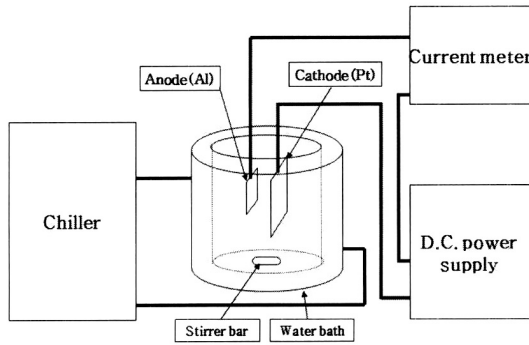 Anode(Al)
Cathode(Pt)
Current meter
Chiller
D.C. power
supply
Stirrer bar
Water bath